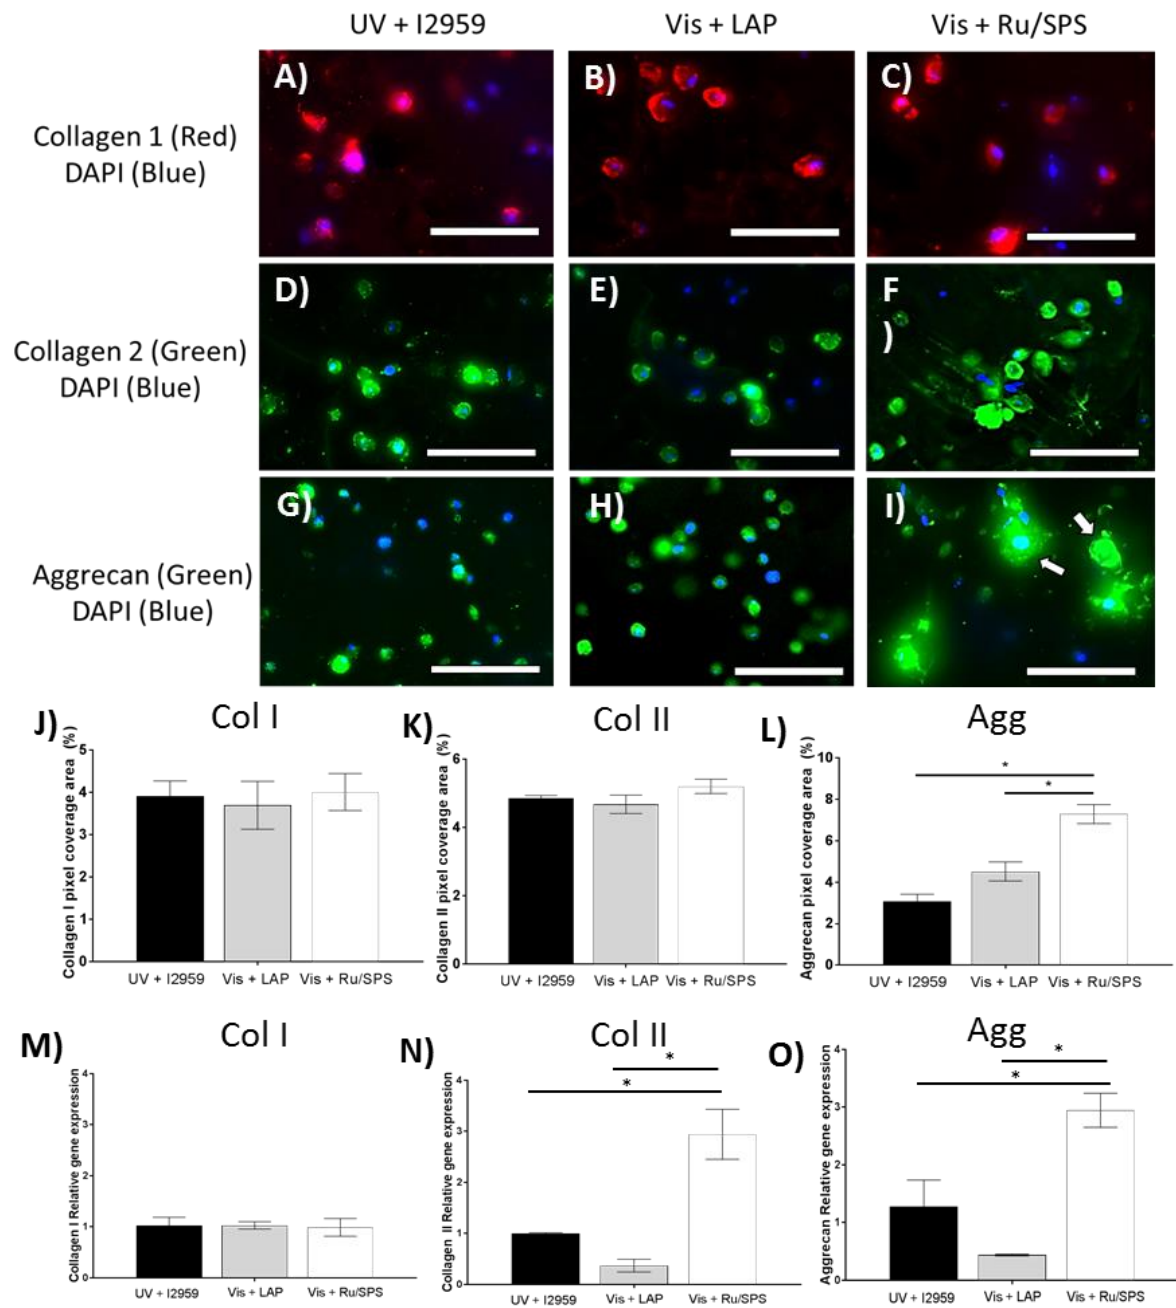 UV + I2959 Vis + LAP Vis + Ru/SPS
Collagen 1 (Red)
DAPI (Blue)
A) B) C)
Collagen 2 (Green)
DAPI (Blue)
D) E) F
)
Aggrecan (Green)
DAPI (Blue)
G) H) I)
J) Col I
Collagen I pixel coverage area (%)
5
4
3
2
1
0
UV + I2959 Vis + LAP Vis + Ru/SPS
K) Col II
Collagen II pixel coverage area (%)
6
4
2
0
UV + I2959 Vis + LAP Vis + Ru/SPS
L) Agg
Aggrecan pixel coverage area (%)
10
8
6
4
2
0
*
*
UV + I2959 Vis + LAP Vis + Ru/SPS
M) Col I
Collagen I Relative gene expression
4
3
2
1
0
UV + I2959 Vis + LAP Vis + Ru/SPS
N) Col II
Collagen II Relative gene expression
4
3
2
1
0
*
*
UV + I2959 Vis + LAP Vis + Ru/SPS
O) Agg
Aggrecan Relative gene expression
4
3
2
1
0
*
*
UV + I2959 Vis + LAP Vis + Ru/SPS